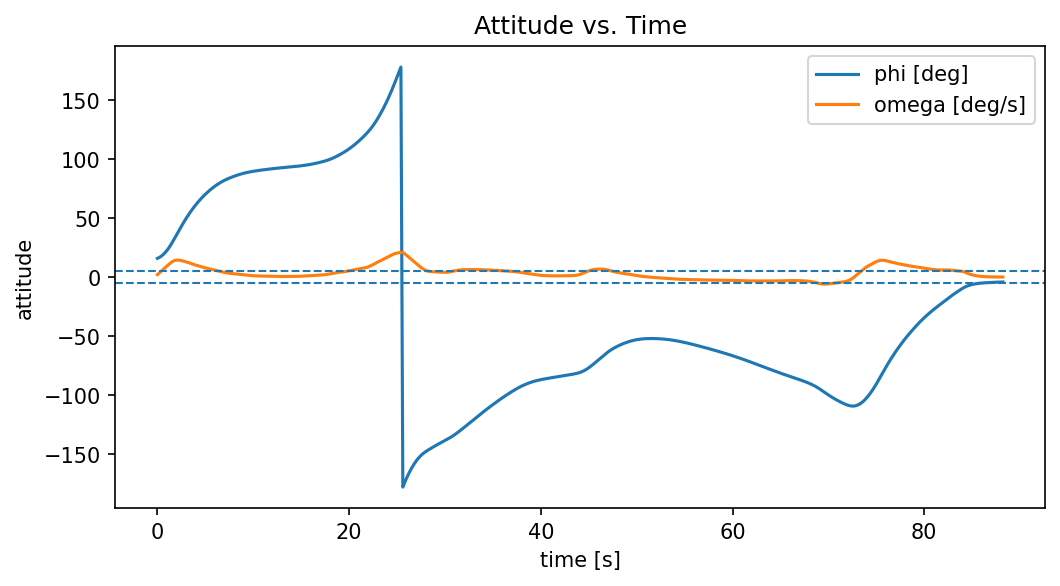 Attitude vs. Time
phi [deg]
omega [deg/s]
attitude
150
100
50
0
−50
−100
−150
0 20 40 60 80
time [s]